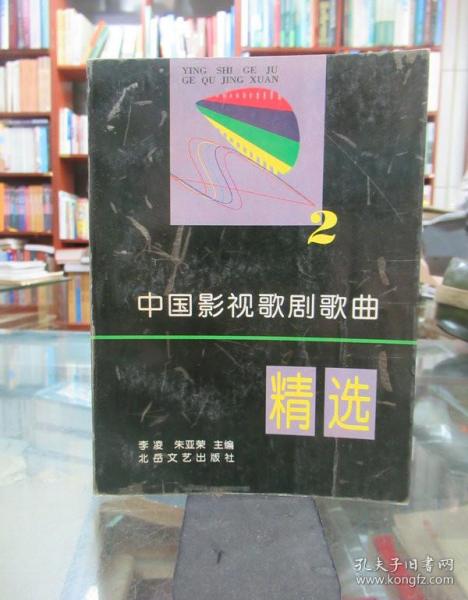 YING SHI GE JU
GE QU JING XUAN
2
中国影视歌剧歌曲
精选
李凌 朱亚荣 主编
北岳文艺出版社
孔夫子旧书网
www.kongfz.com